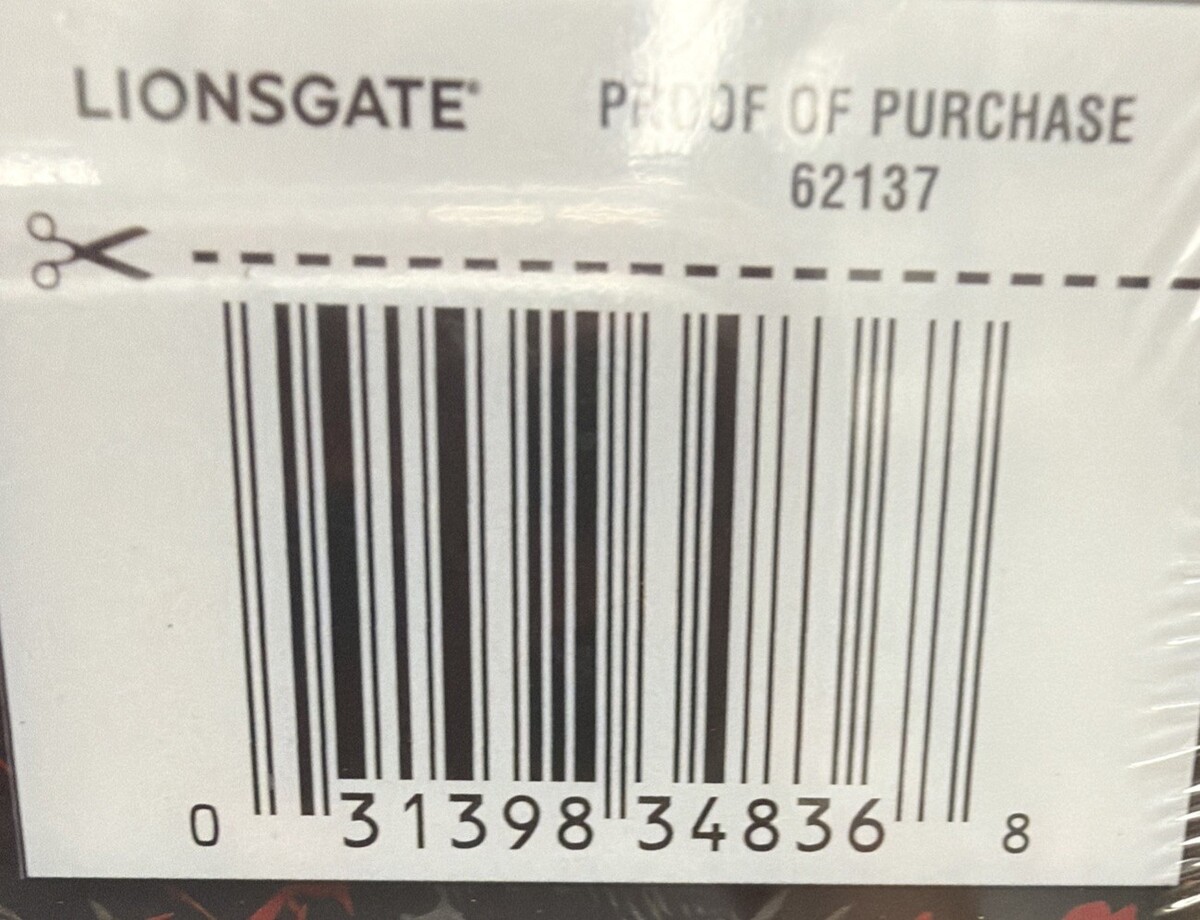 LIONSGATE®
PROOF OF PURCHASE
62137
0 31398 34836 8